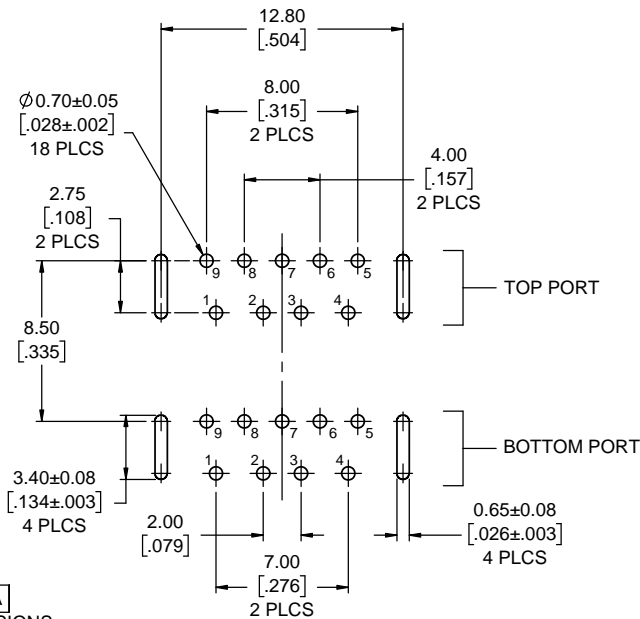 12.80
[.504]
8.00
[.315]
2 PLCS
Ø0.70±0.05
[.028±.002]
18 PLCS
4.00
[.157]
2 PLCS
2.75
[.108]
2 PLCS
9 8 7 6 5
1 2 3 4
TOP PORT
8.50
[.335]
9 8 7 6 5
1 2 3 4
BOTTOM PORT
3.40±0.08
[.134±.003]
4 PLCS
2.00
[.079]
0.65±0.08
[.026±.003]
4 PLCS
7.00
[.276]
2 PLCS